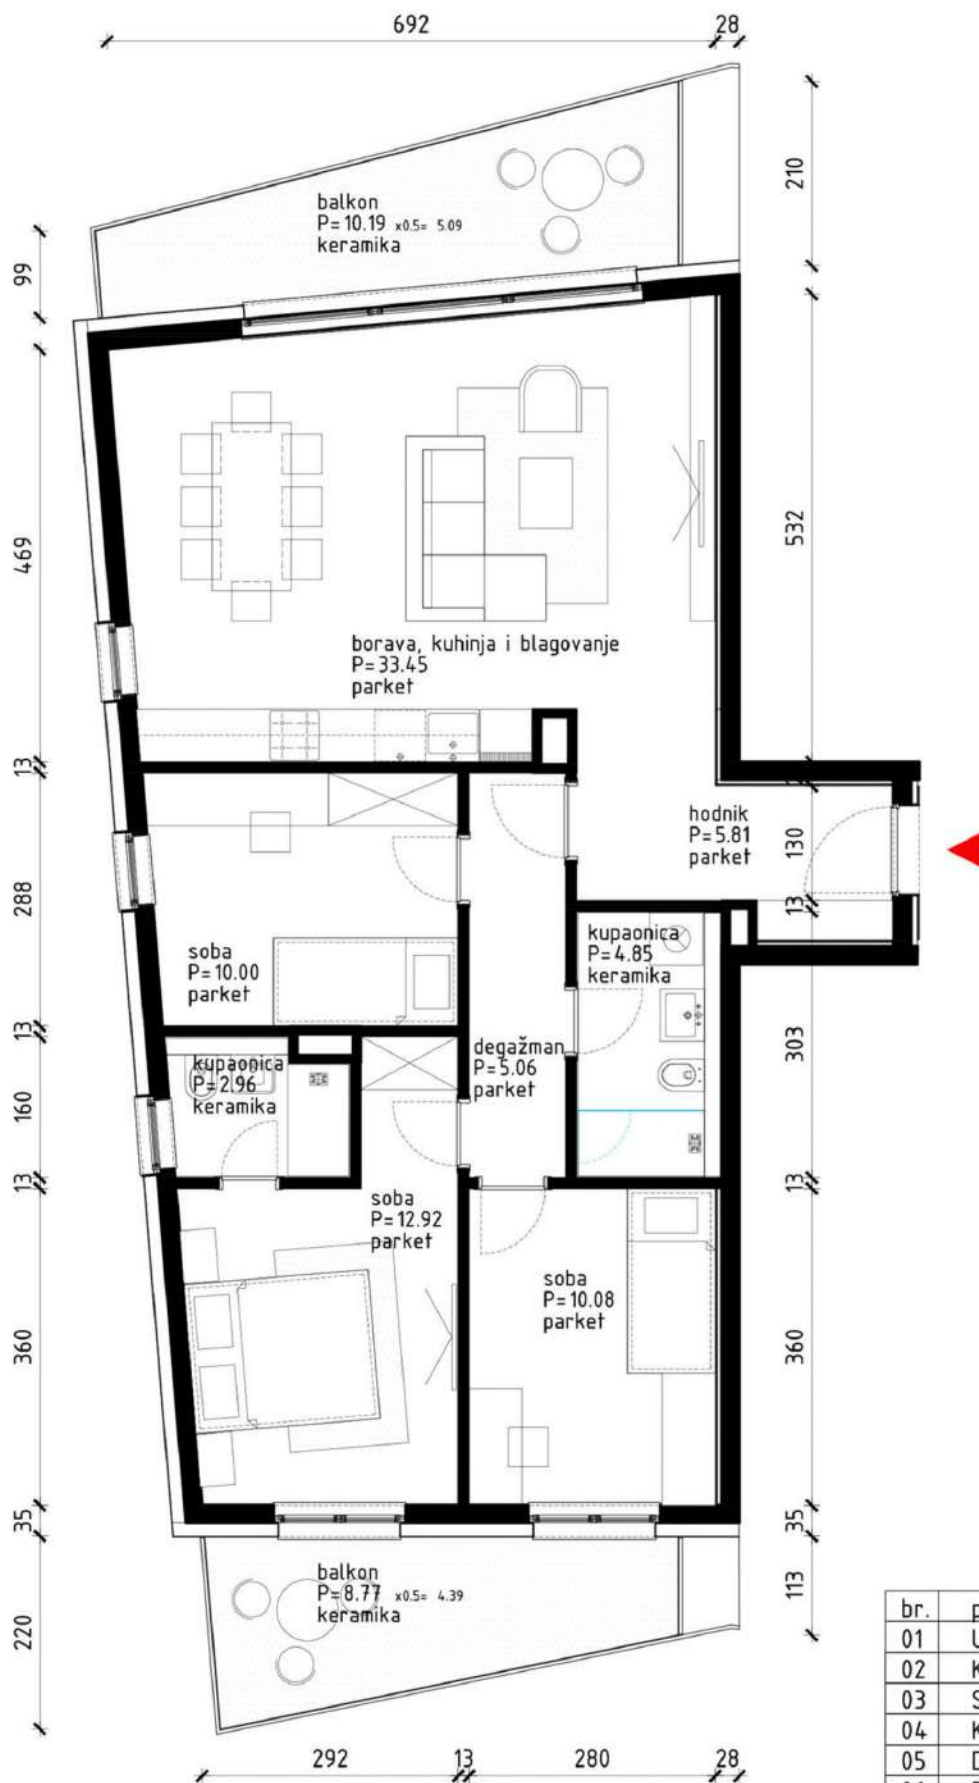 692
28
210
balkon
P=10.19 x0.5= 5.09
keramika
99
469
532
borava, kuhinja i blagovanje
P=33.45
parket
13
hodnik
P=5.81
parket
130
13
288
soba
P=10.00
parket
kupaonica
P=4.85
keramika
13
degažman
P=5.06
parket
303
kupaonica
P=2.96
keramika
160
13
13
soba
P=12.92
parket
soba
P=10.08
parket
360
360
35
35
balkon
P=8.77 x0.5= 4.39
keramika
113
220
br.
01
02
03
04
05
292
13
280
28